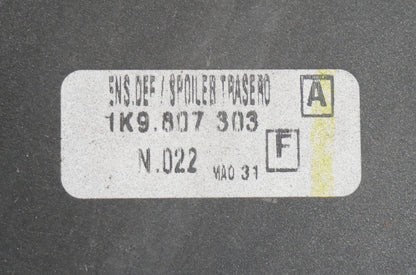 ENS.DEF / SPOILER TRASERO A
1K9.807 303
F
N.022 MAO 31